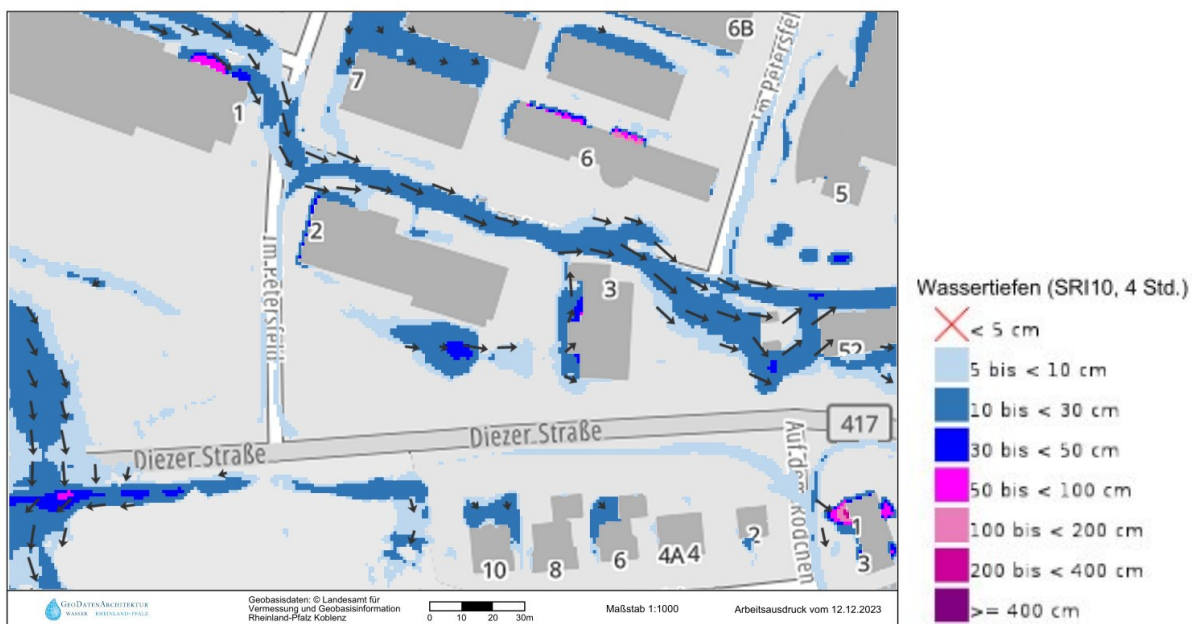 6B
Im Petersfel
7
1
6
5
2
Im Petersfeld
3
52
417
Diezer Straße
Diezer Straße
Auf dem Rödchen
10
8
6
4A 4
2
1
3
Wassertiefen (SRI10, 4 Std.)
< 5 cm
5 bis < 10 cm
10 bis < 30 cm
30 bis < 50 cm
50 bis < 100 cm
100 bis < 200 cm
200 bis < 400 cm
>= 400 cm
GEODATENARCHITEKTUR
WASSER RHEINLAND-PFALZ
Geobasisdaten: © Landesamt für
Vermessung und Geobasisinformation
Rheinland-Pfalz Koblenz
0 10 20 30m
Maßstab 1:1000
Arbeitsausdruck vom 12.12.2023